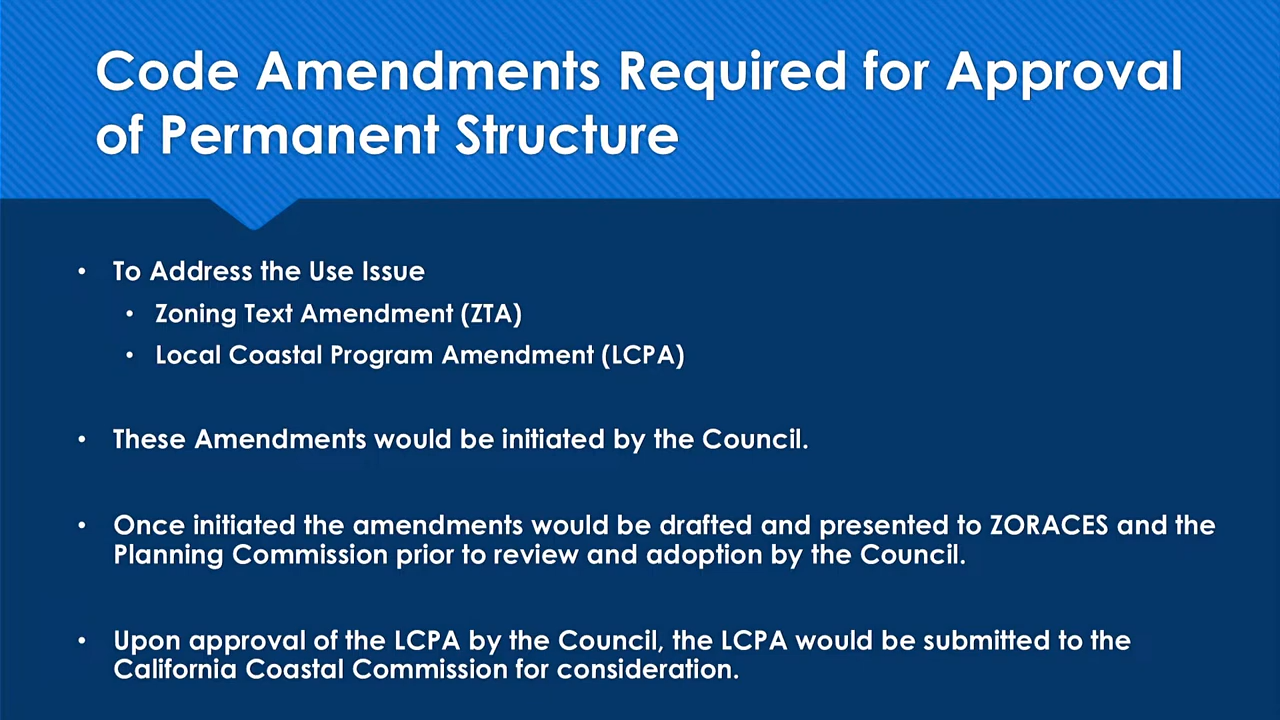 Code Amendments Required for Approval
of Permanent Structure
• To Address the Use Issue
• Zoning Text Amendment (ZTA)
• Local Coastal Program Amendment (LCPA)
• These Amendments would be initiated by the Council.
• Once initiated the amendments would be drafted and presented to ZORACES and the
Planning Commission prior to review and adoption by the Council.
• Upon approval of the LCPA by the Council, the LCPA would be submitted to the
California Coastal Commission for consideration.